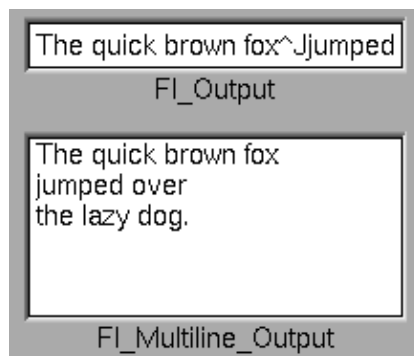 The quick brown fox^Jjumped
Fl_Output
The quick brown fox
jumped over
the lazy dog.
Fl_Multiline_Output